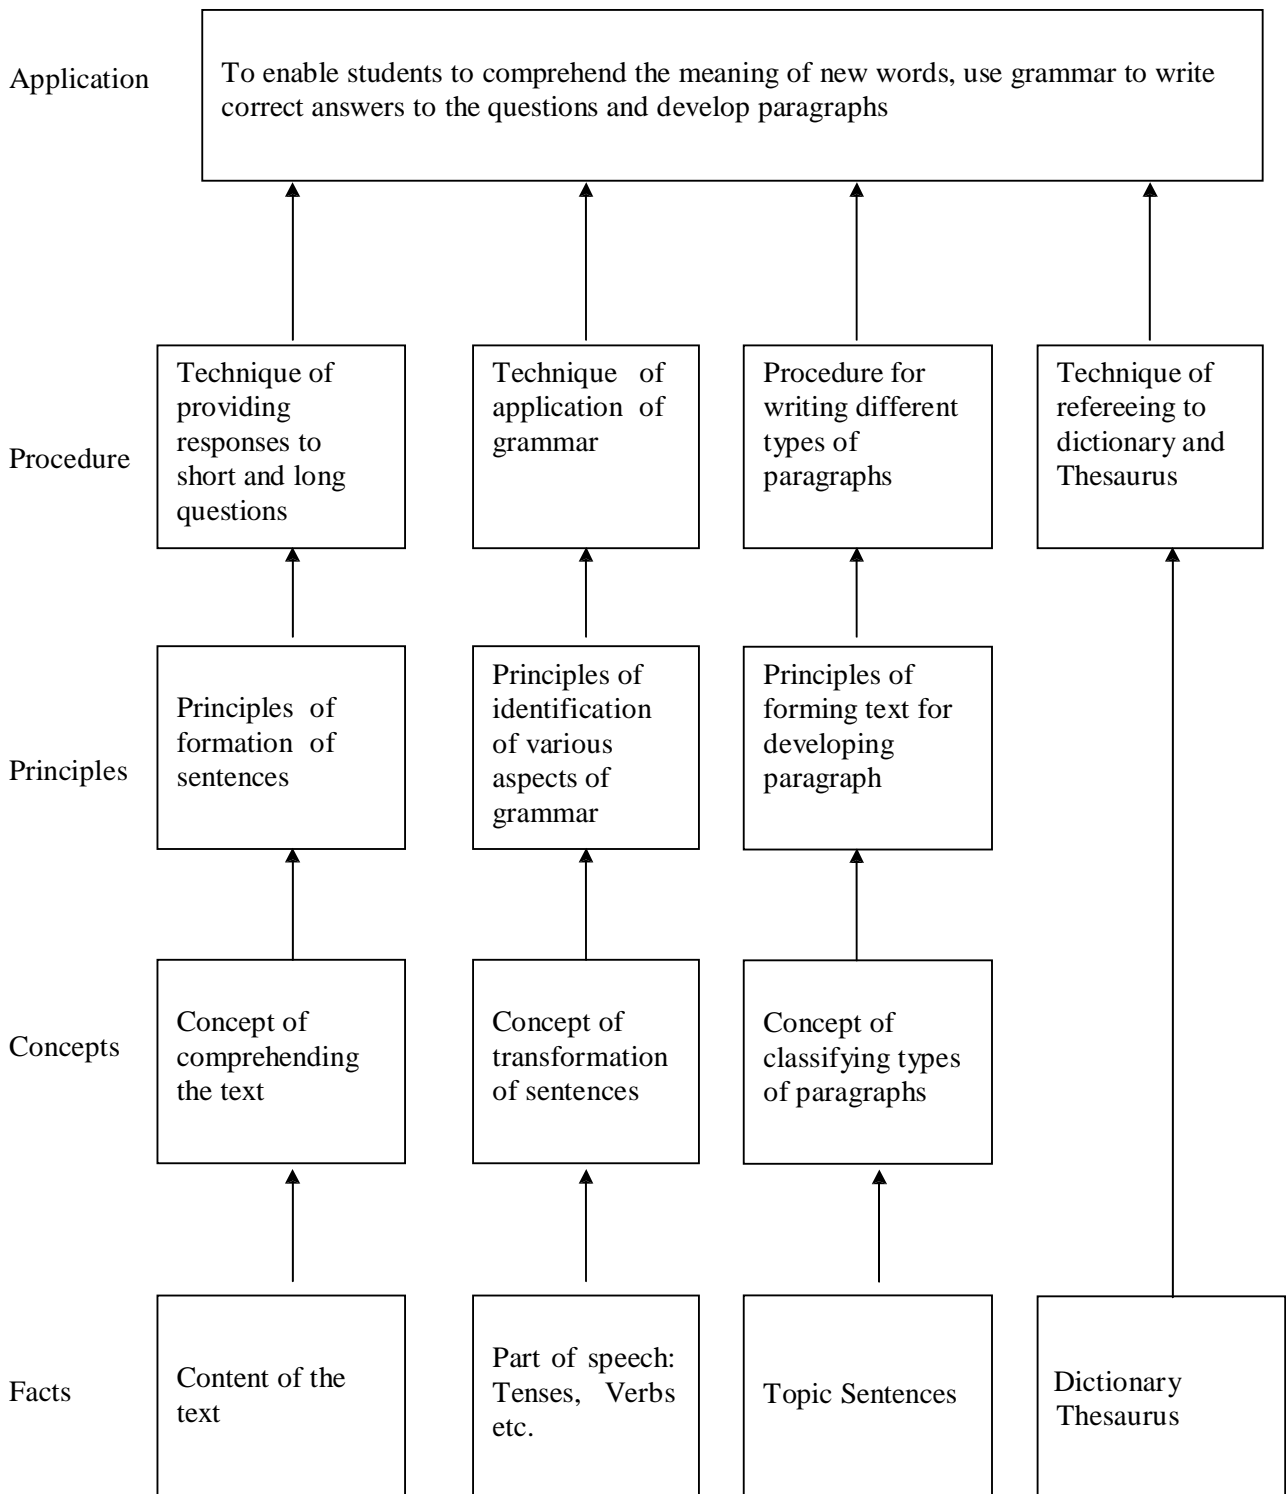 Application
To enable students to comprehend the meaning of new words, use grammar to write
correct answers to the questions and develop paragraphs
Procedure
Technique of
providing
responses to
short and long
questions
Technique of
application of
grammar
Procedure for
writing different
types of
paragraphs
Technique of
refereeing to
dictionary and
Thesaurus
Principles
Principles of
formation of
sentences
Principles of
identification
of various
aspects of
grammar
Principles of
forming text for
developing
paragraph
Concepts
Concept of
comprehending
the text
Concept of
transformation
of sentences
Concept of
classifying types
of paragraphs
Facts
Content of the
text
Part of speech:
Tenses, Verbs
etc.
Topic Sentences
Dictionary
Thesaurus